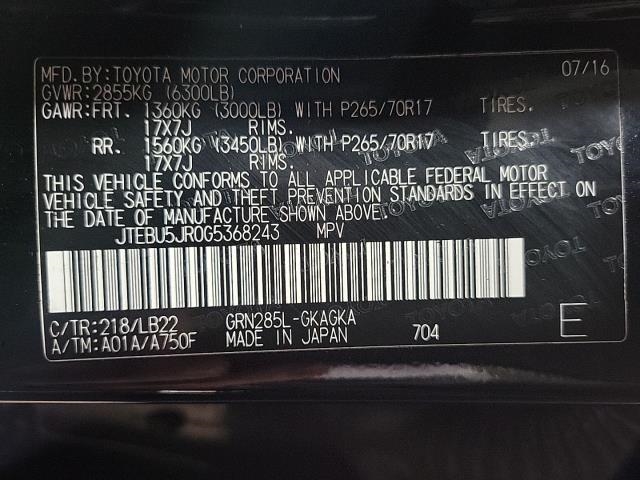 MFD.BY:TOYOTA MOTOR CORPORATION 07/16
GVWR:2855KG (6300LB)
GAWR:FRT. 1360KG (3000LB) WITH P265/70R17 TIRES.
17X7J RIMS.
RR. 1560KG (3450LB) WITH P265/70R17 TIRES.
17X7J RIMS.
THIS VEHICLE CONFORMS TO ALL APPLICABLE FEDERAL MOTOR
VEHICLE SAFETY AND THEFT PREVENTION STANDARDS IN EFFECT ON
THE DATE OF MANUFACTURE SHOWN ABOVE.
JTEBU5JR0G5368243 MPV
C/TR:218/LB22 GRN285L-GKAGKA
A/TM:A01A/A750F MADE IN JAPAN 704 E